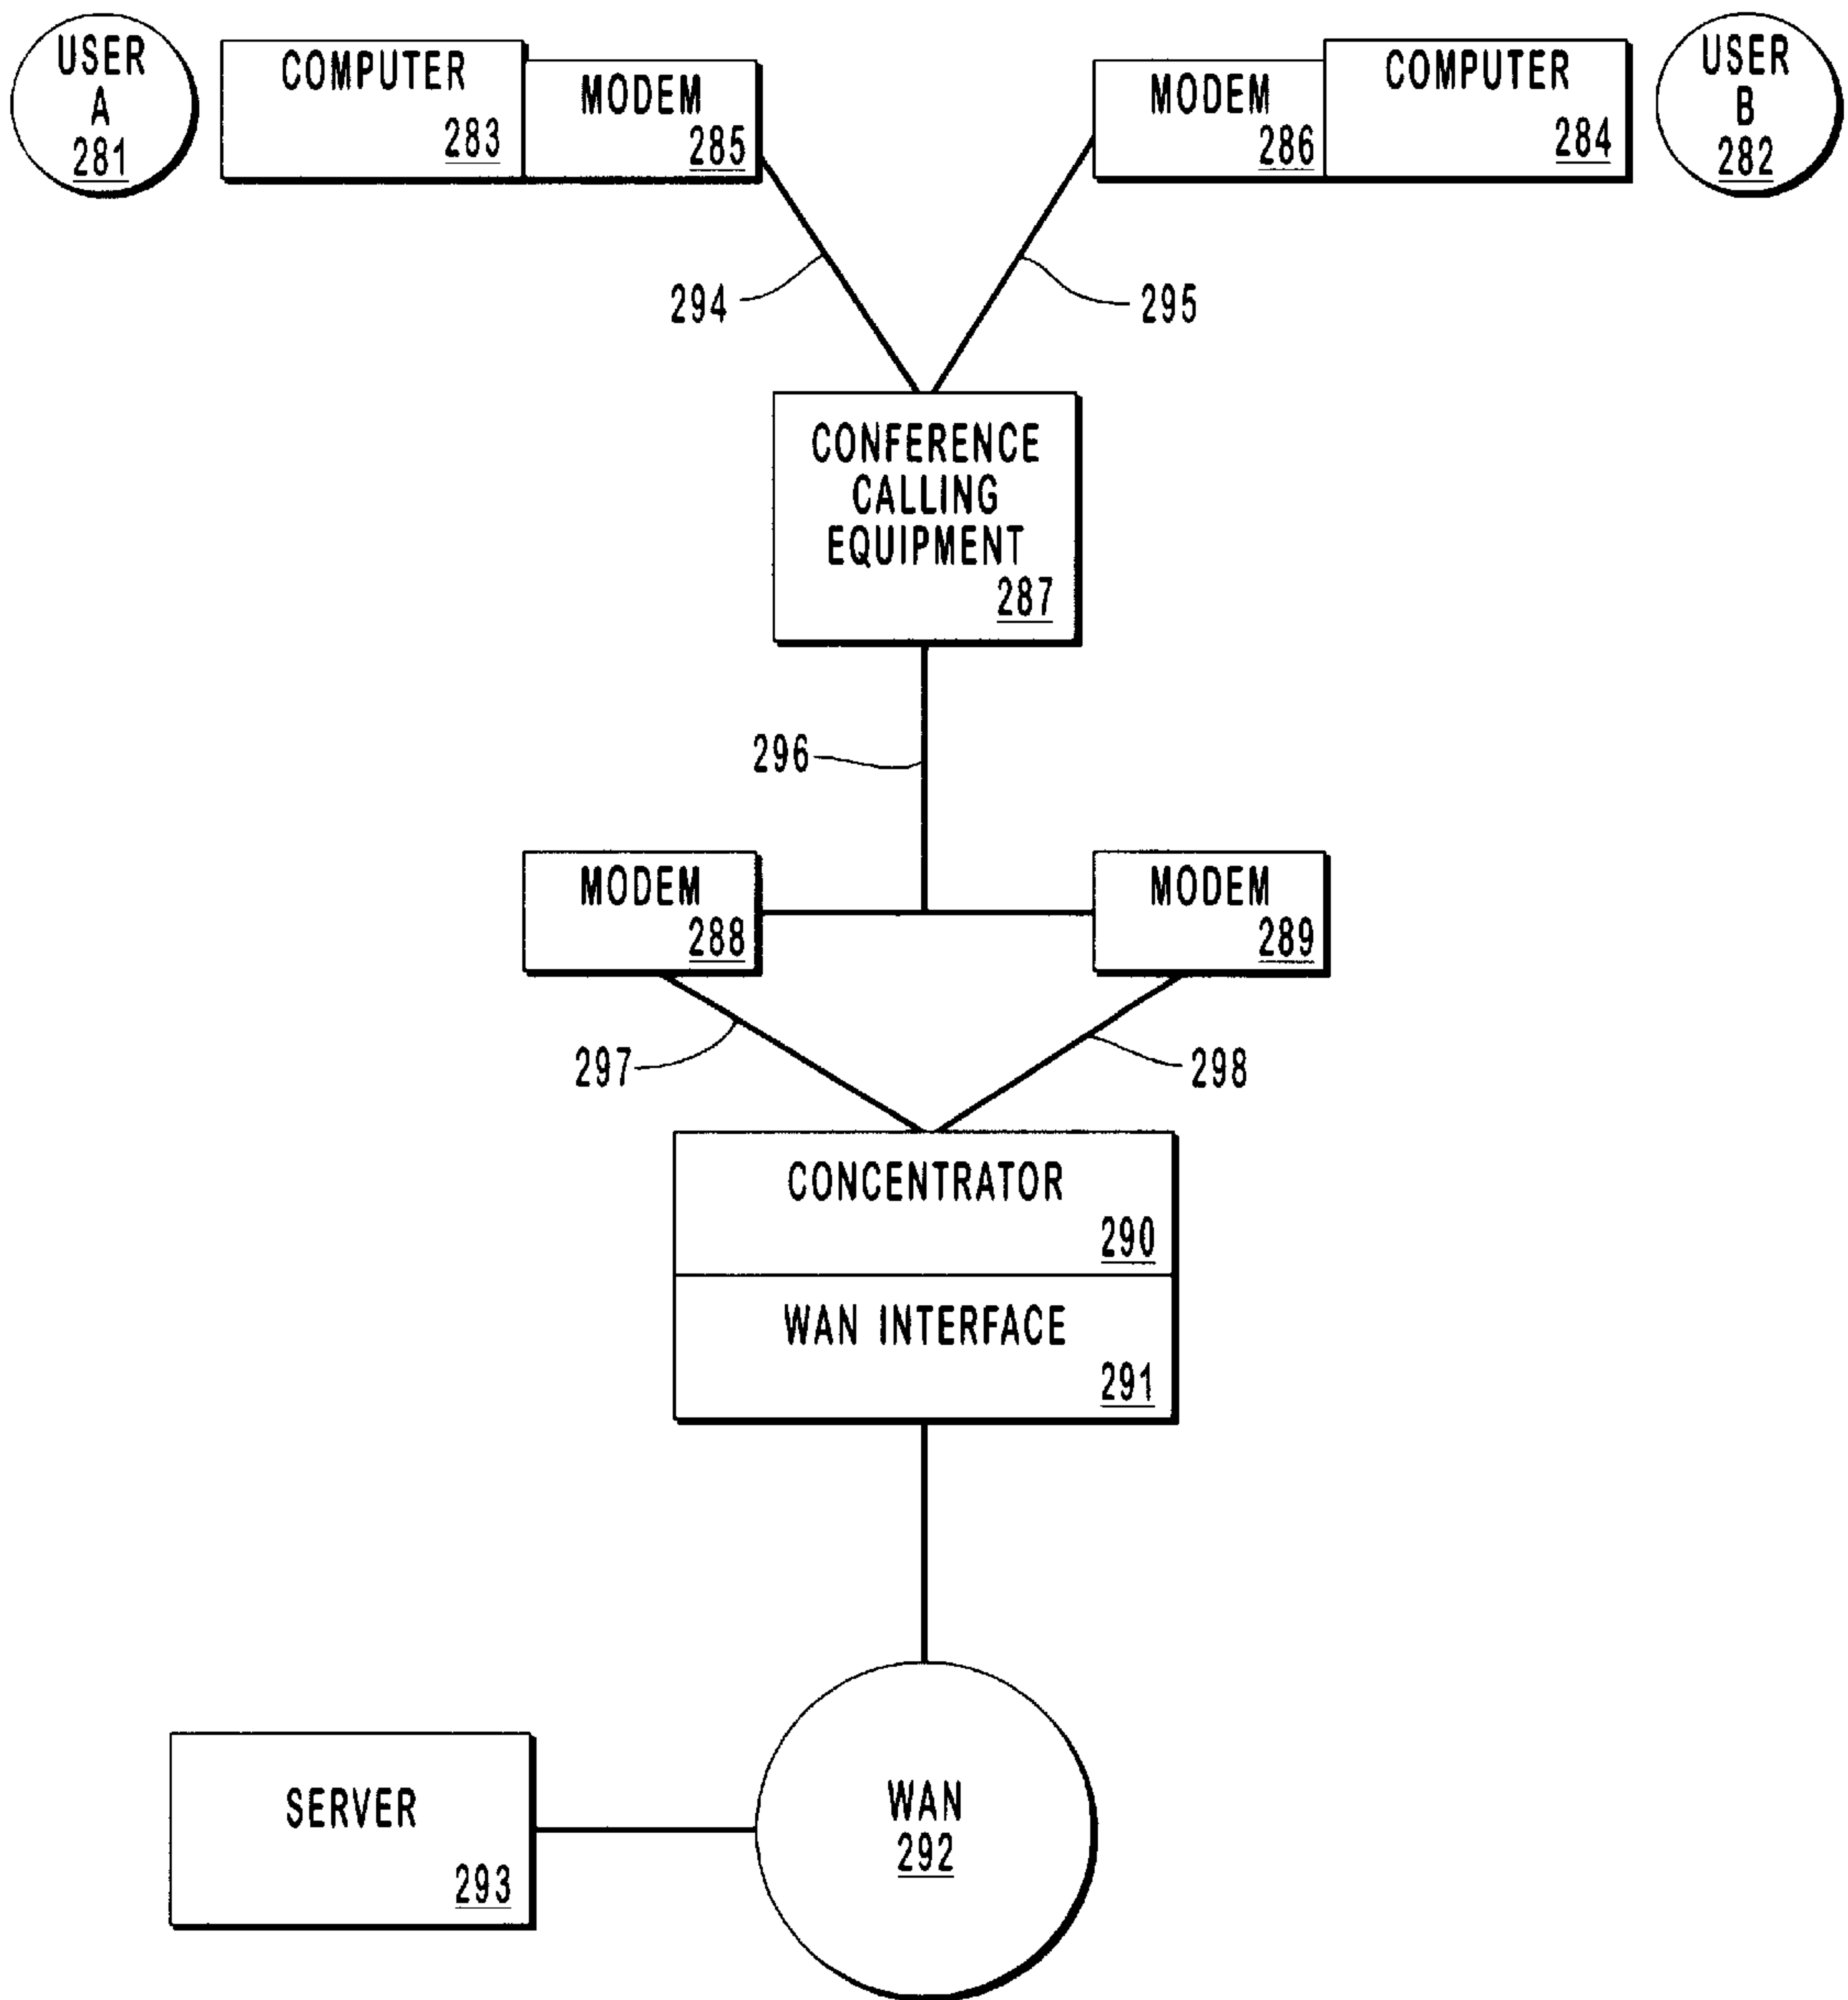 USER
A
281
COMPUTER
283
MODEM
285
MODEM
286
COMPUTER
284
USER
B
282
294
295
CONFERENCE
CALLING
EQUIPMENT
287
296
MODEM
288
MODEM
289
297
298
CONCENTRATOR
290
WAN INTERFACE
291
SERVER
293
WAN
292